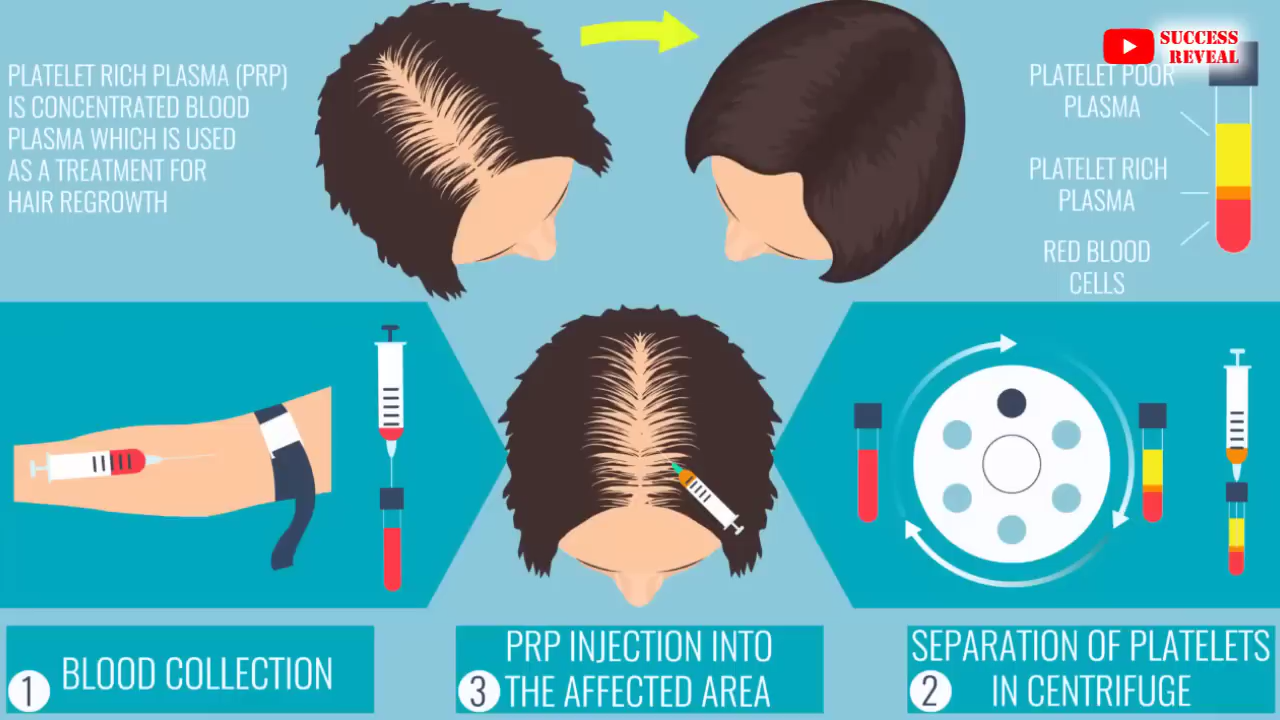 PLATELET RICH PLASMA (PRP)
IS CONCENTRATED BLOOD
PLASMA WHICH IS USED
AS A TREATMENT FOR
HAIR REGROWTH
SUCCESS
REVEAL
PLATELET POOR
PLASMA
PLATELET RICH
PLASMA
RED BLOOD
CELLS
1 BLOOD COLLECTION
PRP INJECTION INTO
3 THE AFFECTED AREA
SEPARATION OF PLATELETS
2 IN CENTRIFUGE